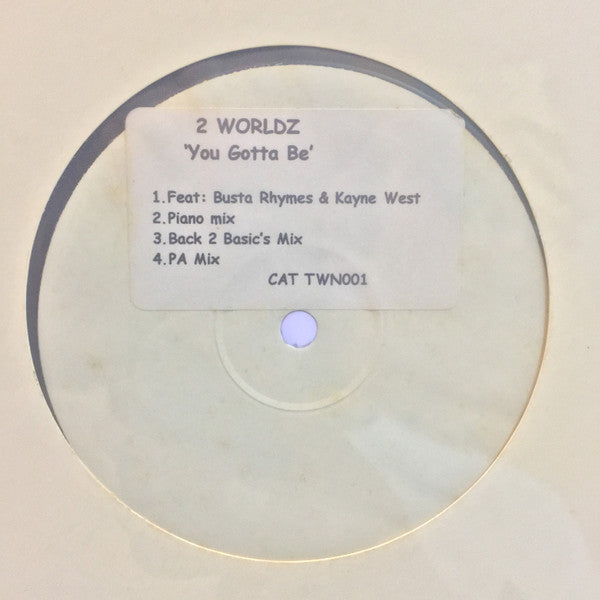 2 WORLDZ
'You Gotta Be'
1.Feat: Busta Rhymes & Kayne West
2.Piano mix
3.Back 2 Basic's Mix
4.PA Mix
CAT TWN001